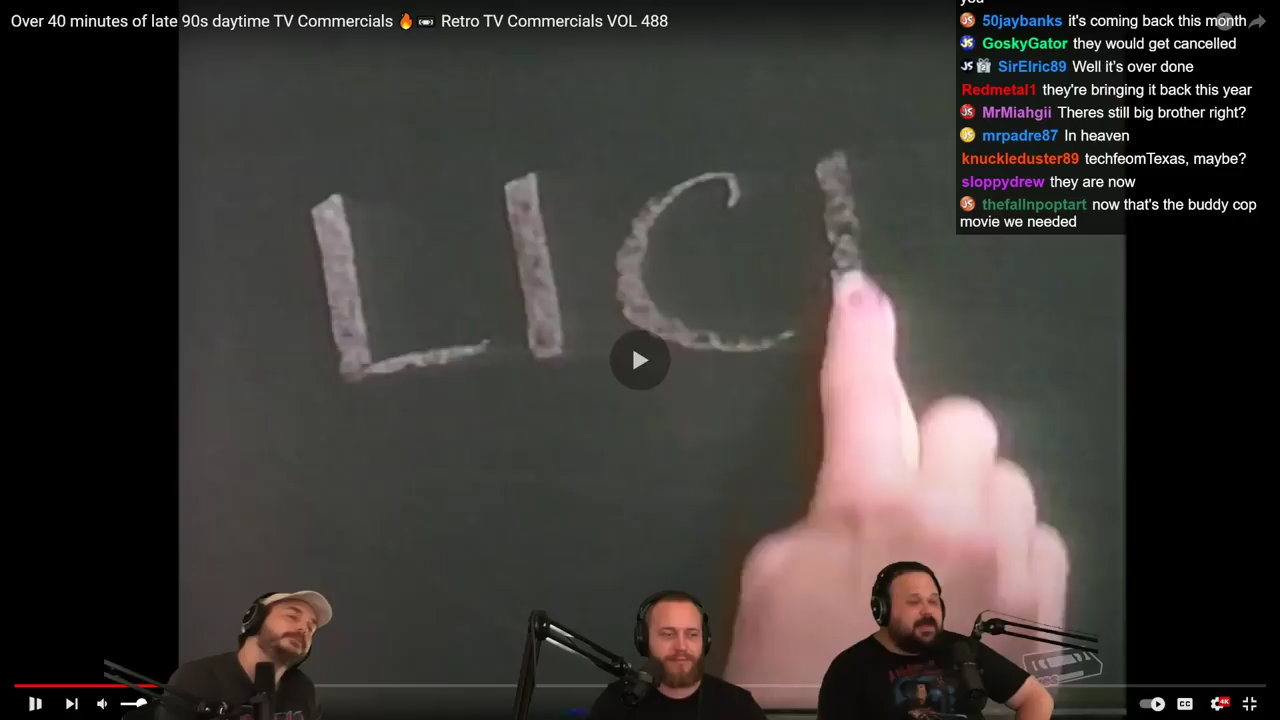 Over 40 minutes of late 90s daytime TV Commercials 🔥📼 Retro TV Commercials VOL 488
50jaybanks it's coming back this month
GoskyGator they would get cancelled
SirElric89 Well it's over done
Redmetal1 they're bringing it back this year
MrMiahgii Theres still big brother right?
mrpadre87 In heaven
knuckleduster89 techfeomTexas, maybe?
sloppydrew they are now
thefallnpoptart now that's the buddy cop
movie we needed
LICI
CC
4K